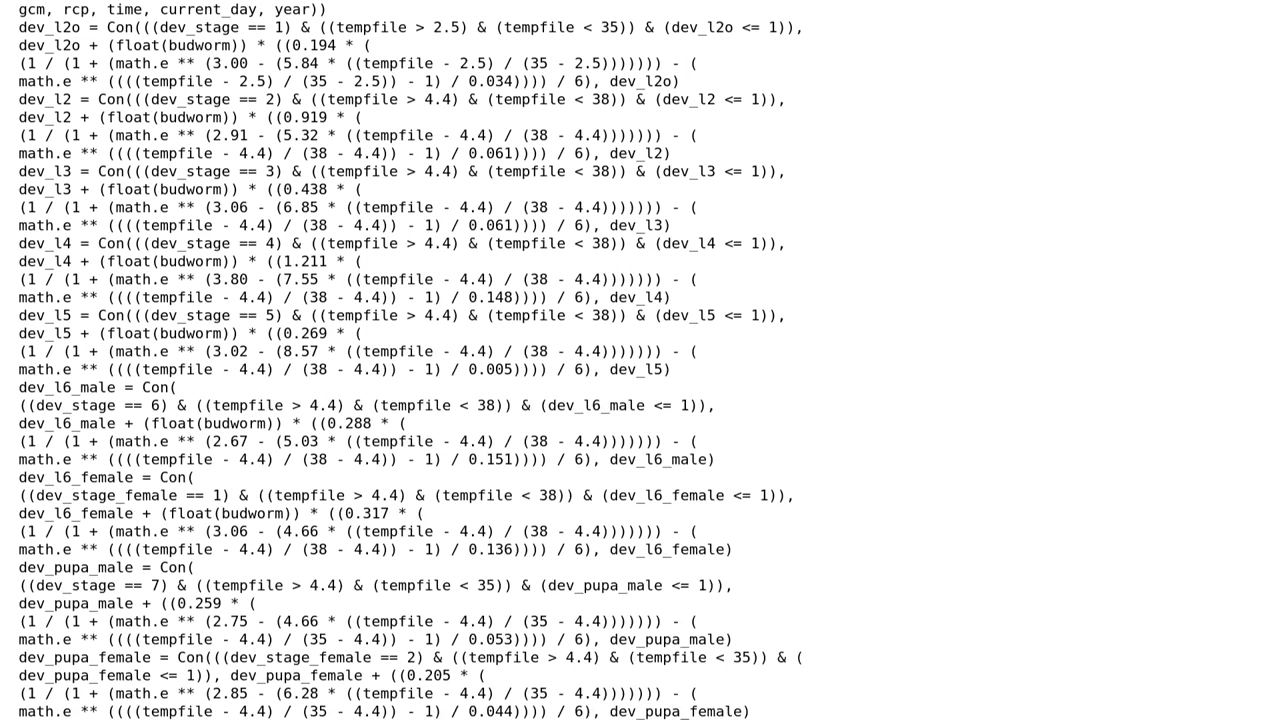 gcm, rcp, time, current_day, year))
dev_l2o = Con(((dev_stage == 1) & ((tempfile > 2.5) & (tempfile < 35)) & (dev_l2o <= 1)),
dev_l2o + (float(budworm)) * ((0.194 * (
(1 / (1 + (math.e ** (3.00 - (5.84 * ((tempfile - 2.5) / (35 - 2.5))))))) - (
math.e ** ((((tempfile - 2.5) / (35 - 2.5)) - 1) / 0.034)))) / 6), dev_l2o)
dev_l2 = Con(((dev_stage == 2) & ((tempfile > 4.4) & (tempfile < 38)) & (dev_l2 <= 1)),
dev_l2 + (float(budworm)) * ((0.919 * (
(1 / (1 + (math.e ** (2.91 - (5.32 * ((tempfile - 4.4) / (38 - 4.4))))))) - (
math.e ** ((((tempfile - 4.4) / (38 - 4.4)) - 1) / 0.061)))) / 6), dev_l2)
dev_l3 = Con(((dev_stage == 3) & ((tempfile > 4.4) & (tempfile < 38)) & (dev_l3 <= 1)),
dev_l3 + (float(budworm)) * ((0.438 * (
(1 / (1 + (math.e ** (3.06 - (6.85 * ((tempfile - 4.4) / (38 - 4.4))))))) - (
math.e ** ((((tempfile - 4.4) / (38 - 4.4)) - 1) / 0.061)))) / 6), dev_l3)
dev_l4 = Con(((dev_stage == 4) & ((tempfile > 4.4) & (tempfile < 38)) & (dev_l4 <= 1)),
dev_l4 + (float(budworm)) * ((1.211 * (
(1 / (1 + (math.e ** (3.80 - (7.55 * ((tempfile - 4.4) / (38 - 4.4))))))) - (
math.e ** ((((tempfile - 4.4) / (38 - 4.4)) - 1) / 0.148)))) / 6), dev_l4)
dev_l5 = Con(((dev_stage == 5) & ((tempfile > 4.4) & (tempfile < 38)) & (dev_l5 <= 1)),
dev_l5 + (float(budworm)) * ((0.269 * (
(1 / (1 + (math.e ** (3.02 - (8.57 * ((tempfile - 4.4) / (38 - 4.4))))))) - (
math.e ** ((((tempfile - 4.4) / (38 - 4.4)) - 1) / 0.005)))) / 6), dev_l5)
dev_l6_male = Con(
((dev_stage == 6) & ((tempfile > 4.4) & (tempfile < 38)) & (dev_l6_male <= 1)),
dev_l6_male + (float(budworm)) * ((0.288 * (
(1 / (1 + (math.e ** (2.67 - (5.03 * ((tempfile - 4.4) / (38 - 4.4))))))) - (
math.e ** ((((tempfile - 4.4) / (38 - 4.4)) - 1) / 0.151)))) / 6), dev_l6_male)
dev_l6_female = Con(
((dev_stage_female == 1) & ((tempfile > 4.4) & (tempfile < 38)) & (dev_l6_female <= 1)),
dev_l6_female + (float(budworm)) * ((0.317 * (
(1 / (1 + (math.e ** (3.06 - (4.66 * ((tempfile - 4.4) / (38 - 4.4))))))) - (
math.e ** ((((tempfile - 4.4) / (38 - 4.4)) - 1) / 0.136)))) / 6), dev_l6_female)
dev_pupa_male = Con(
((dev_stage == 7) & ((tempfile > 4.4) & (tempfile < 35)) & (dev_pupa_male <= 1)),
dev_pupa_male + ((0.259 * (
(1 / (1 + (math.e ** (2.75 - (4.66 * ((tempfile - 4.4) / (35 - 4.4))))))) - (
math.e ** ((((tempfile - 4.4) / (35 - 4.4)) - 1) / 0.053)))) / 6), dev_pupa_male)
dev_pupa_female = Con(((dev_stage_female == 2) & ((tempfile > 4.4) & (tempfile < 35)) & (
dev_pupa_female <= 1)), dev_pupa_female + ((0.205 * (
(1 / (1 + (math.e ** (2.85 - (6.28 * ((tempfile - 4.4) / (35 - 4.4))))))) - (
math.e ** ((((tempfile - 4.4) / (35 - 4.4)) - 1) / 0.044)))) / 6), dev_pupa_female)